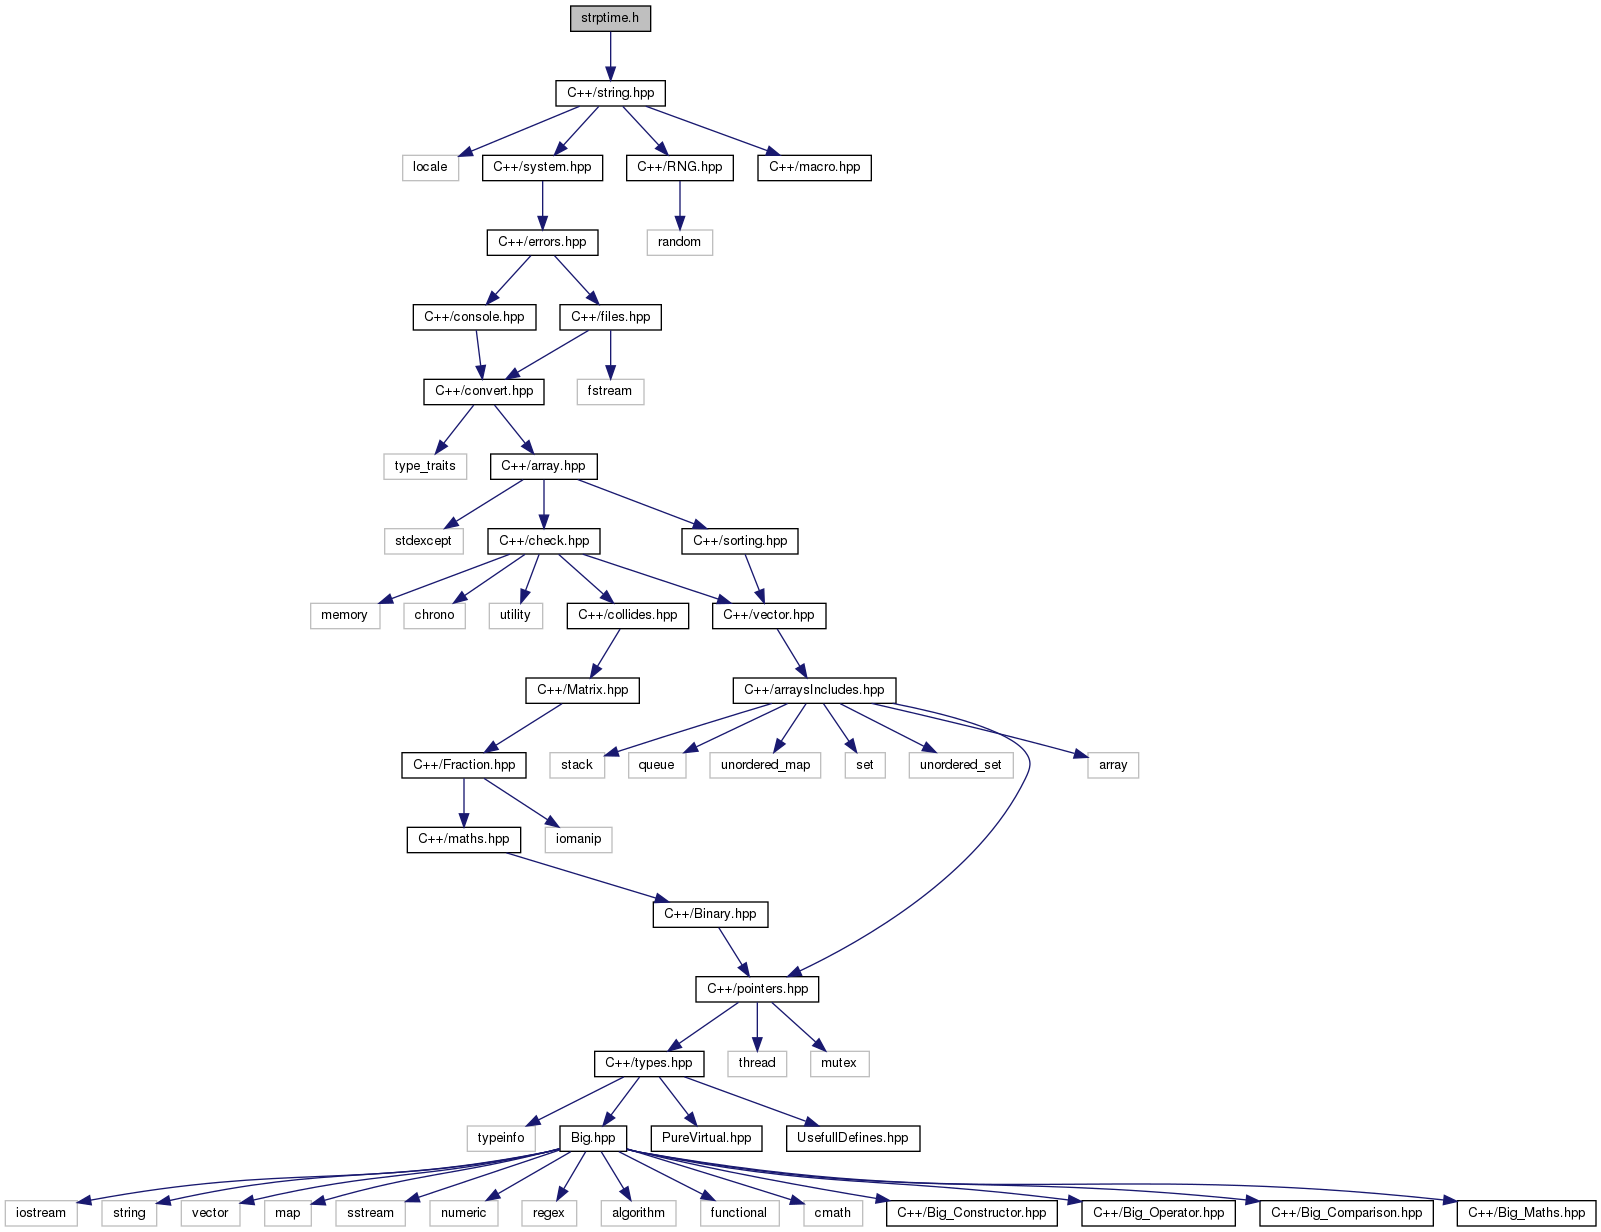 strptime.h
C++/string.hpp
locale
C++/system.hpp
C++/RNG.hpp
C++/macro.hpp
C++/errors.hpp
random
C++/console.hpp
C++/files.hpp
C++/convert.hpp
fstream
type_traits
C++/array.hpp
stdexcept
C++/check.hpp
C++/sorting.hpp
memory
chrono
utility
C++/collides.hpp
C++/vector.hpp
C++/Matrix.hpp
C++/arraysIncludes.hpp
C++/Fraction.hpp
stack
queue
unordered_map
set
unordered_set
array
C++/maths.hpp
iomanip
C++/Binary.hpp
C++/pointers.hpp
C++/types.hpp
thread
mutex
typeinfo
Big.hpp
PureVirtual.hpp
UsefullDefines.hpp
iostream
string
vector
map
sstream
numeric
regex
algorithm
functional
cmath
C++/Big_Constructor.hpp
C++/Big_Operator.hpp
C++/Big_Comparison.hpp
C++/Big_Maths.hpp